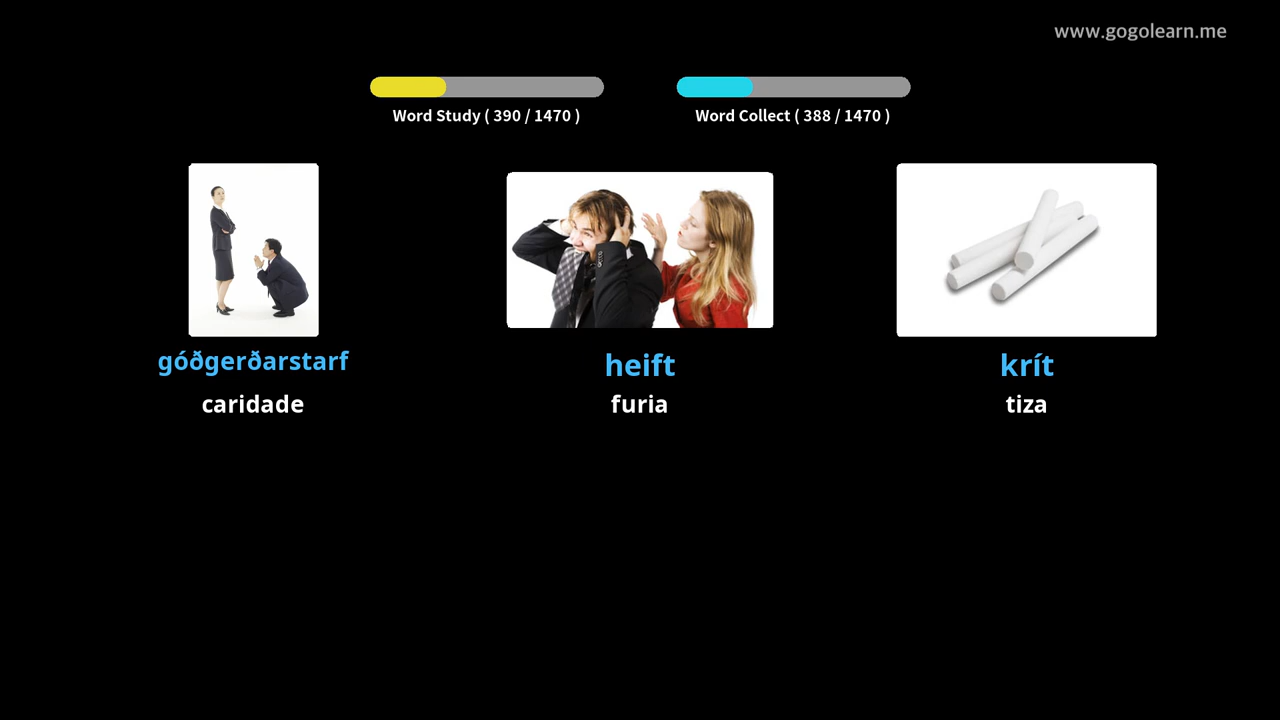 www.gogolearn.me
Word Study ( 390 / 1470 )
Word Collect ( 388 / 1470 )
góðgerðarstarf
caridade
heift
furia
krít
tiza